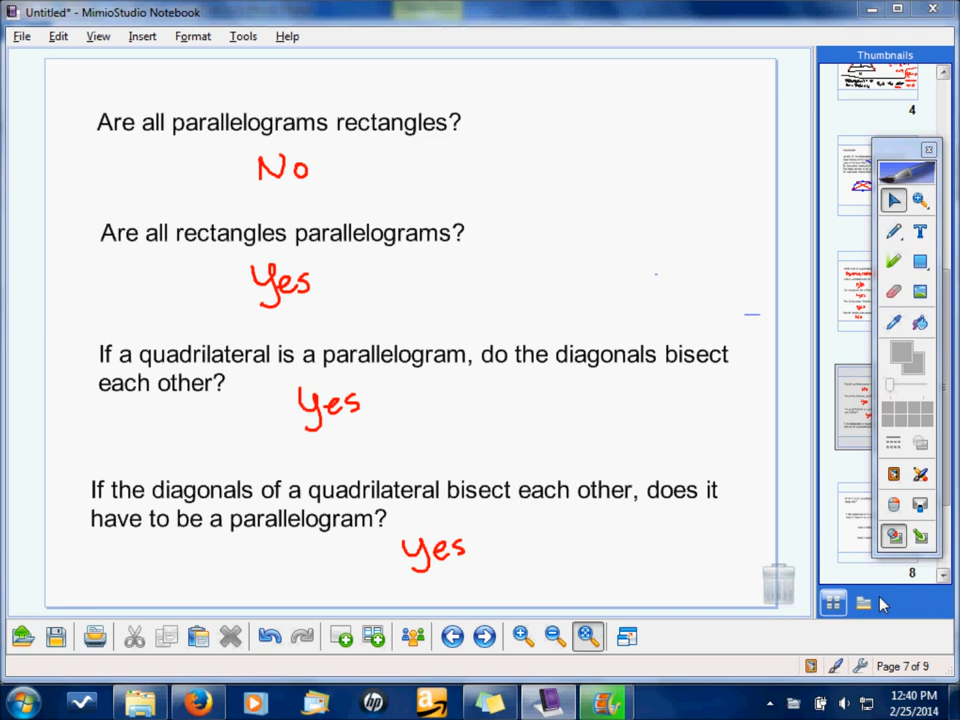 Untitled* - MimioStudio Notebook
File Edit View Insert Format Tools Help
Thumbnails
Are all parallelograms rectangles?
No
4
Are all rectangles parallelograms?
Yes
If a quadrilateral is a parallelogram, do the diagonals bisect
each other?
Yes
If the diagonals of a quadrilateral bisect each other, does it
have to be a parallelogram?
yes
8
Page 7 of 9
12:40 PM
2/25/2014